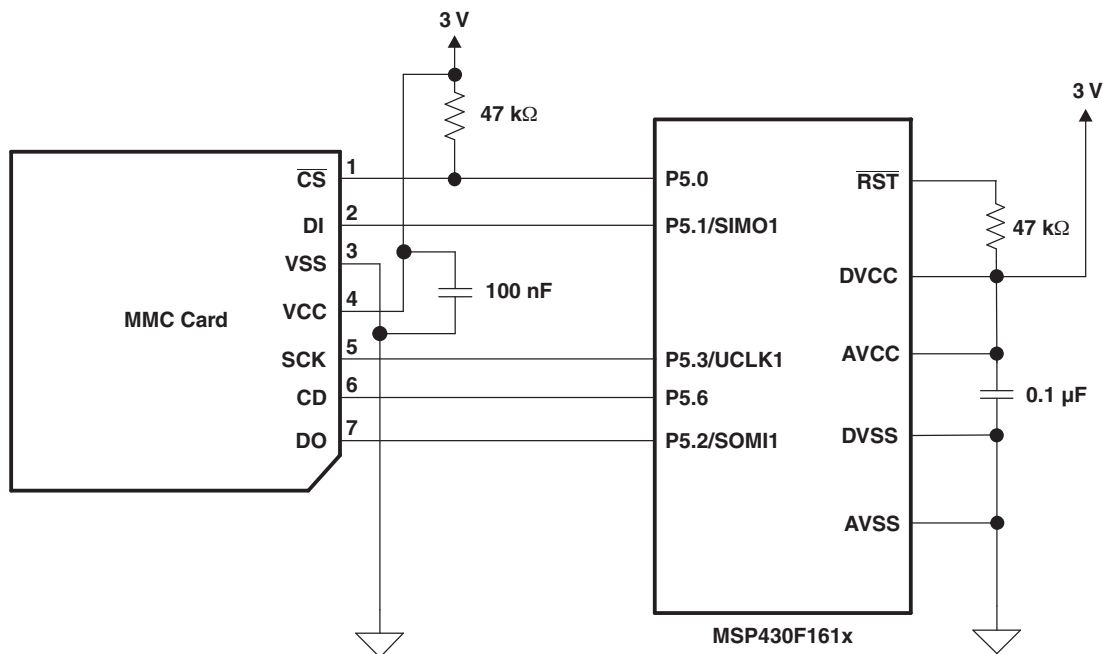 3 V
47 kΩ
3 V
MMC Card
CS
1
DI
2
VSS
3
VCC
4
SCK
5
CD
6
DO
7
100 nF
P5.0
P5.1/SIMO1
P5.3/UCLK1
P5.6
P5.2/SOMI1
RST
DVCC
AVCC
DVSS
AVSS
47 kΩ
0.1 µF
MSP430F161x